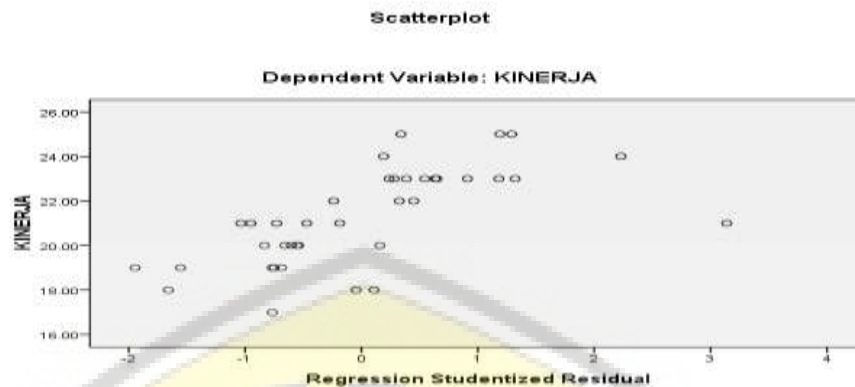 Scatterplot
Dependent Variable: KINERJA
26.00
24.00
22.00
20.00
18.00
16.00
KINERJA
-2 -1 0 1 2 3 4
Regression Studentized Residual